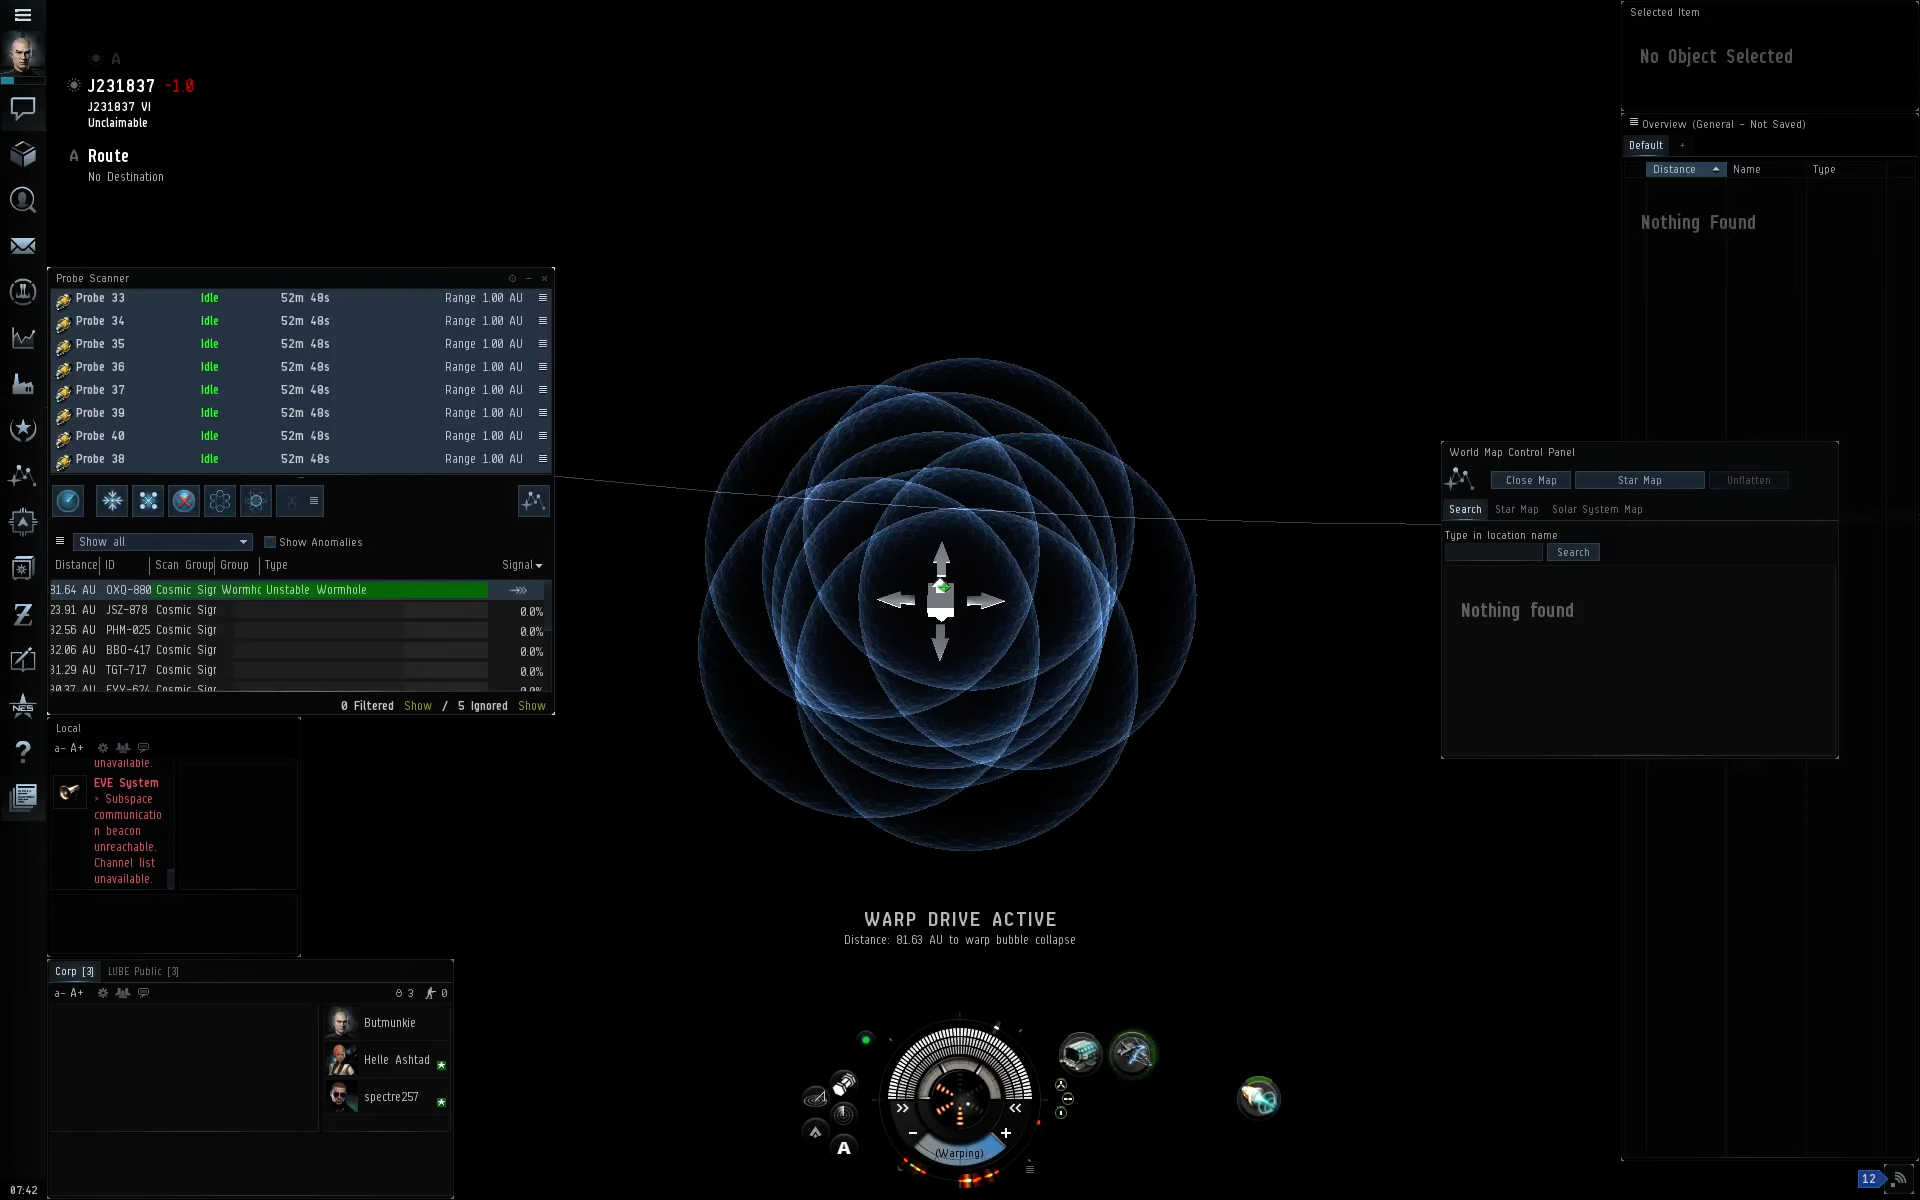 A
J231837 -1.0
J231837 VI
Unclaimable
A Route
No Destination
Selected Item
No Object Selected
Overview (General - Not Saved)
Default +
Distance Name Type
Nothing Found
Probe Scanner
Probe 33 Idle 52m 48s Range 1.00 AU
Probe 34 Idle 52m 48s Range 1.00 AU
Probe 35 Idle 52m 48s Range 1.00 AU
Probe 36 Idle 52m 48s Range 1.00 AU
Probe 37 Idle 52m 48s Range 1.00 AU
Probe 39 Idle 52m 48s Range 1.00 AU
Probe 40 Idle 52m 48s Range 1.00 AU
Probe 38 Idle 52m 48s Range 1.00 AU
Show all Show Anomalies
Distance ID Scan Group Group Type Signal
81.64 AU OXQ-880 Cosmic Sigr Wormhc Unstable Wormhole
23.91 AU JSZ-878 Cosmic Sigr 0.0%
32.56 AU PHM-025 Cosmic Sigr 0.0%
32.06 AU BBO-417 Cosmic Sigr 0.0%
31.29 AU TGT-717 Cosmic Sigr 0.0%
0 Filtered Show / 5 Ignored Show
World Map Control Panel
Close Map Star Map Unflatten
Search Star Map Solar System Map
Type in location name
Search
Nothing found
Local
a- A+
unavailable.
EVE System
> Subspace
communicatio
n beacon
unreachable.
Channel list
unavailable.
Corp [3] LUBE Public [3]
a- A+ 3 0
Butmunkie
Helle Ashtad
spectre257
WARP DRIVE ACTIVE
Distance: 81.63 AU to warp bubble collapse
A
- +
(Warping)
NES
07:42
12